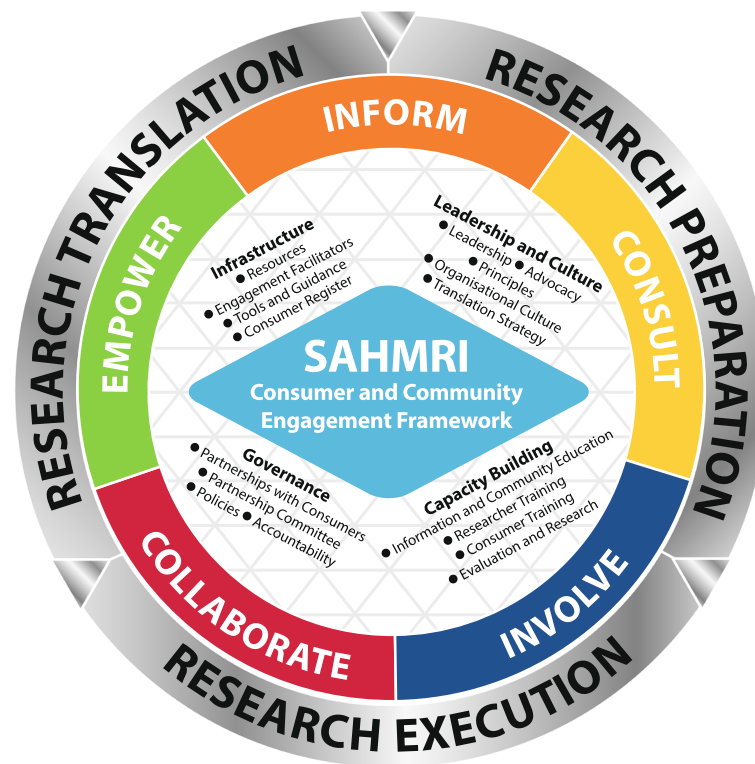 RESEARCH TRANSLATION
RESEARCH PREPARATION
RESEARCH EXECUTION
INFORM
CONSULT
INVOLVE
COLLABORATE
EMPOWER
Infrastructure
● Resources
● Engagement Facilitators
● Tools and Guidance
● Consumer Register
Leadership and Culture
● Leadership ● Advocacy
● Principles
● Organisational Culture
● Translation Strategy
SAHMRI
Consumer and Community
Engagement Framework
Governance
● Partnerships with Consumers
● Partnership Committee
● Policies ● Accountability
Capacity Building
● Information and Community Education
● Researcher Training
● Consumer Training
● Evaluation and Research